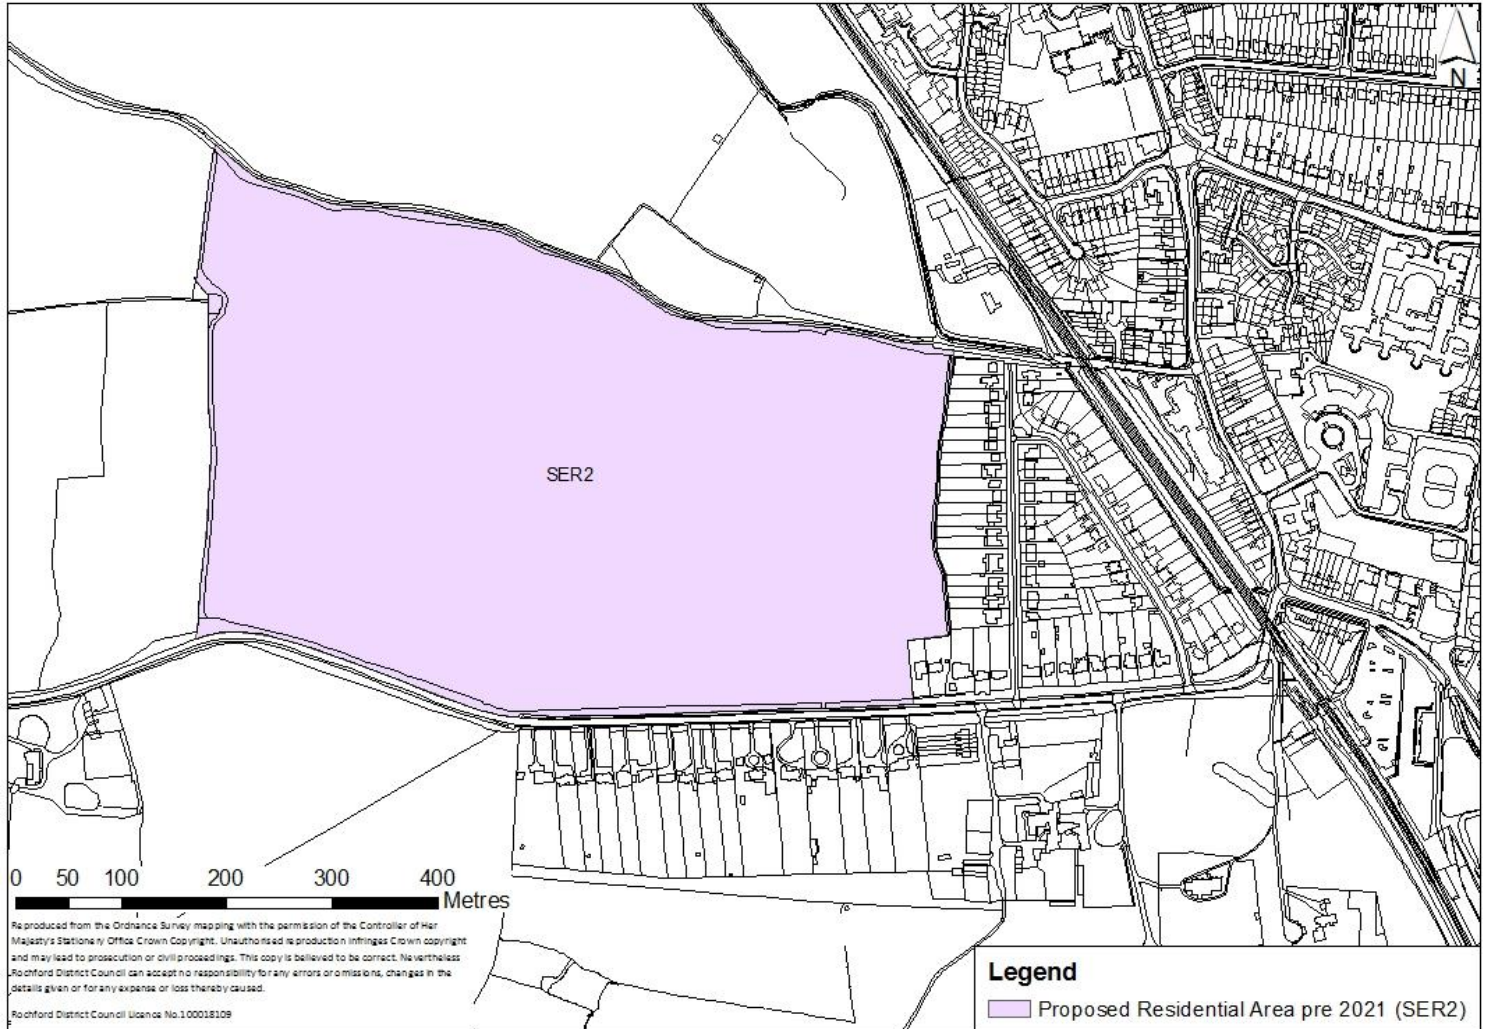 N
SER2
0 50 100 200 300 400
Metres
Reproduced from the Ordnance Survey mapping with the permission of the Controller of Her
Majesty's Stationery Office Crown Copyright. Unauthorised reproduction infringes Crown copyright
and may lead to prosecution or civil proceedings. This copy is believed to be correct. Nevertheless
Rochford District Council can accept no responsibility for any errors or omissions, changes in the
details given or for any expense or loss thereby caused.
Rochford District Council Licence No.100018109
Legend
Proposed Residential Area pre 2021 (SER2)